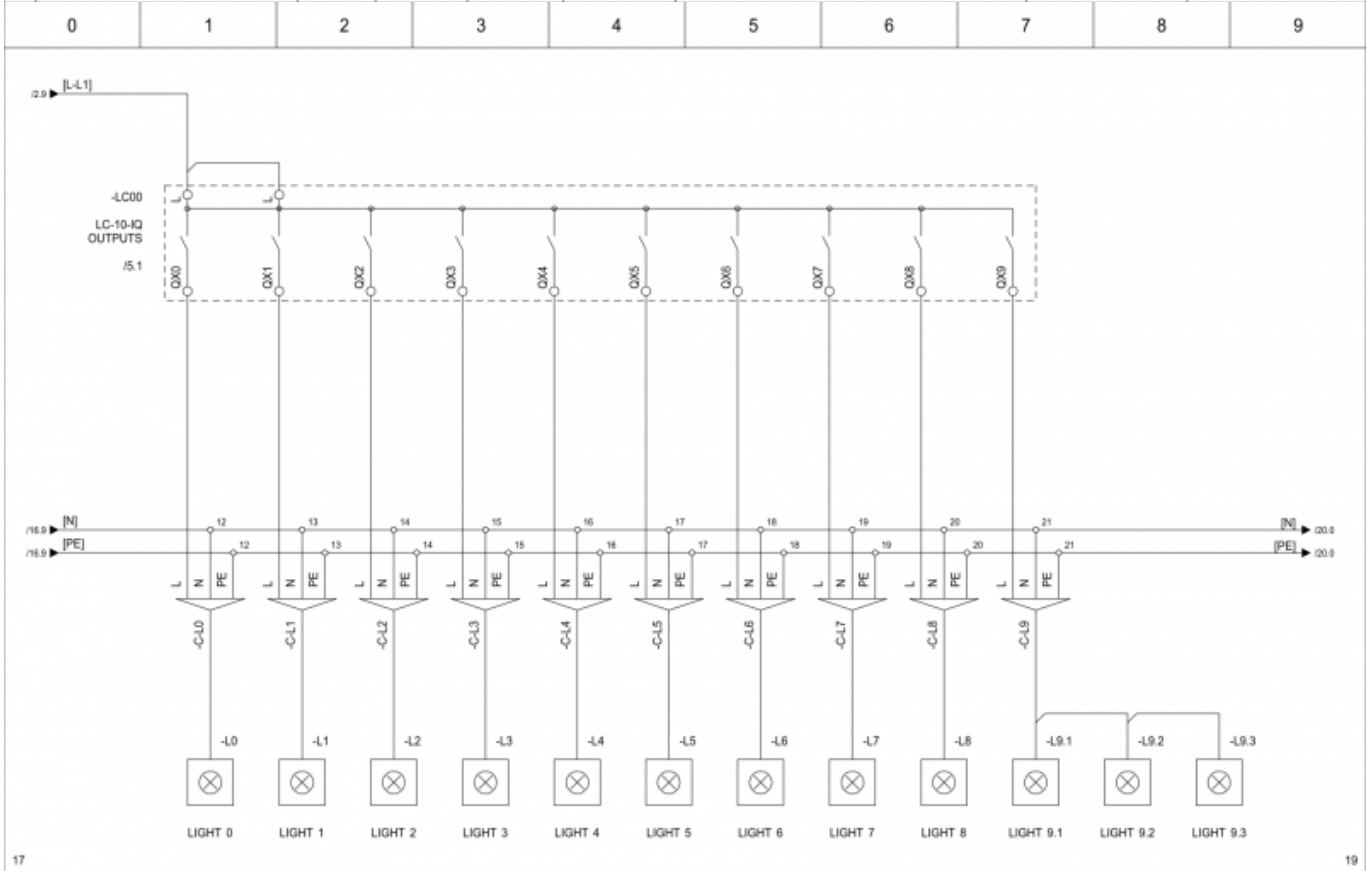 0 1 2 3 4 5 6 7 8 9
/2.9 [L-L1]
-LC00 L L
LC-10-IQ
OUTPUTS
/5.1
QX0 QX1 QX2 QX3 QX4 QX5 QX6 QX7 QX8 QX9
/16.9 [N] 12 13 14 15 16 17 18 19 20 21 [N] /20.0
/16.9 [PE] 12 13 14 15 16 17 18 19 20 21 [PE] /20.0
L N PE L N PE L N PE L N PE L N PE L N PE L N PE L N PE L N PE L N PE
-C-L0 -C-L1 -C-L2 -C-L3 -C-L4 -C-L5 -C-L6 -C-L7 -C-L8 -C-L9
-L0 -L1 -L2 -L3 -L4 -L5 -L6 -L7 -L8 -L9.1 -L9.2 -L9.3
LIGHT 0 LIGHT 1 LIGHT 2 LIGHT 3 LIGHT 4 LIGHT 5 LIGHT 6 LIGHT 7 LIGHT 8 LIGHT 9.1 LIGHT 9.2 LIGHT 9.3
17 19